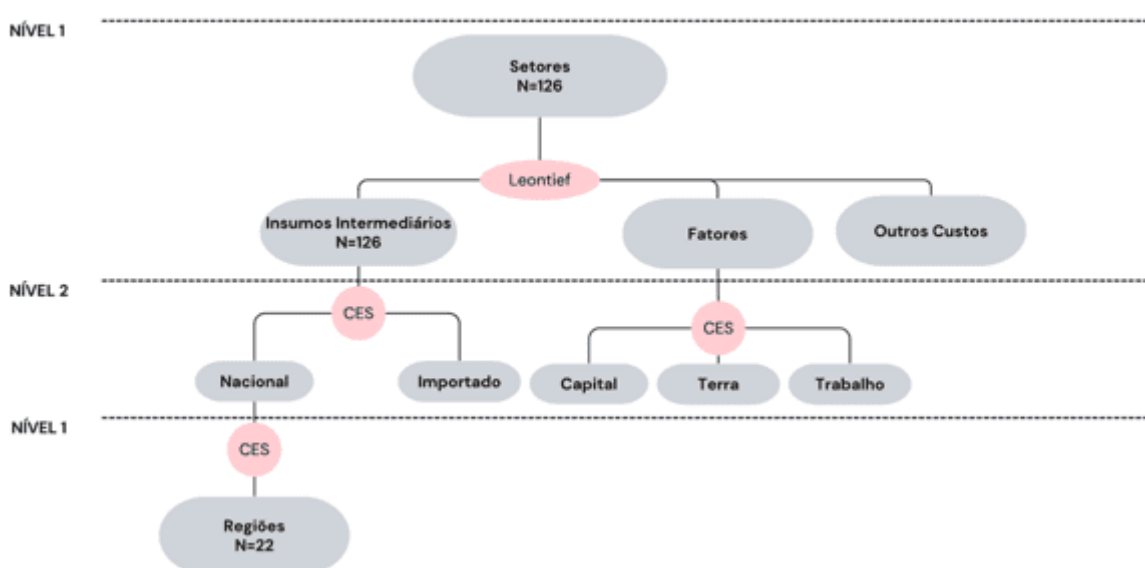 NÍVEL 1
Setores
N=126
Leontief
Insumos Intermediários
N=126
Fatores
Outros Custos
NÍVEL 2
CES
CES
Nacional
Importado
Capital
Terra
Trabalho
NÍVEL 1
CES
Regiões
N=22